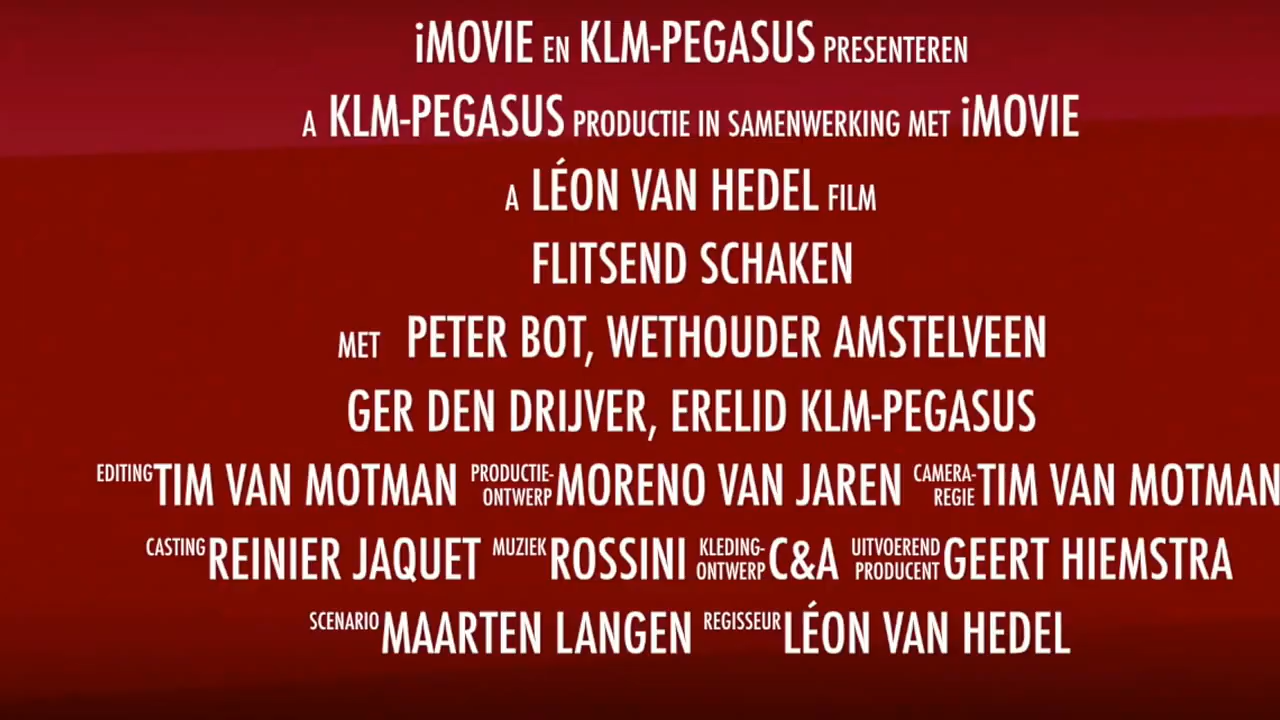 iMOVIE EN KLM-PEGASUS PRESENTEREN
A KLM-PEGASUS PRODUCTIE IN SAMENWERKING MET iMOVIE
A LÉON VAN HEDEL FILM
FLITSEND SCHAKEN
MET PETER BOT, WETHOUDER AMSTELVEEN
GER DEN DRIJVER, ERELID KLM-PEGASUS
EDITING TIM VAN MOTMAN PRODUCTIE-ONTWERP MORENO VAN JAREN CAMERA-REGIE TIM VAN MOTMAN
CASTING REINIER JAQUET MUZIEK ROSSINI KLEDING-ONTWERP C&A UITVOEREND PRODUCENT GEERT HIEMSTRA
SCENARIO MAARTEN LANGEN REGISSEUR LÉON VAN HEDEL